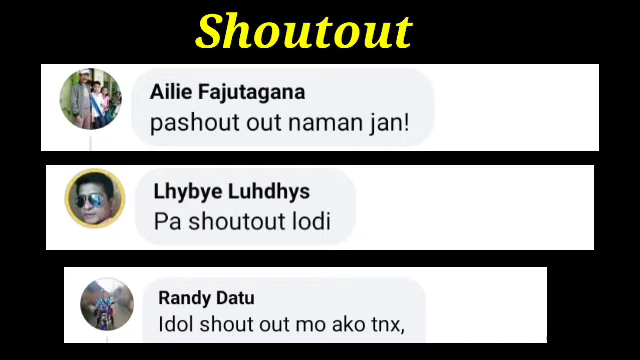 Shoutout
Ailie Fajutagana
pashout out naman jan!
Lhybye Luhdhys
Pa shoutout lodi
Randy Datu
Idol shout out mo ako tnx,